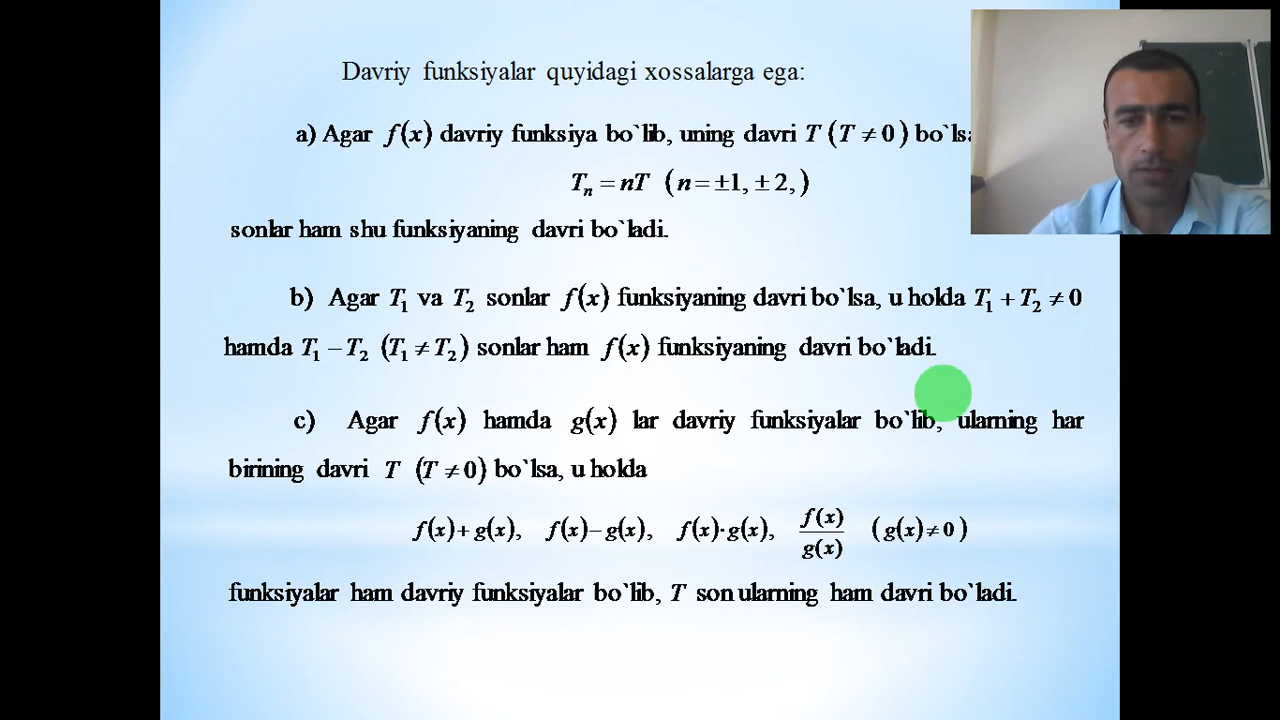 Davriy funksiyalar quyidagi xossalarga ega:
a) Agar f(x) davriy funksiya bo`lib, uning davri T (T ≠ 0) 
Tₙ = nT (n = ±1, ± 2,)
sonlar ham shu funksiyaning davri bo`ladi.
b) Agar T₁ va T₂ sonlar f(x) funksiyaning davri bo`lsa, u holda T₁ + T₂ ≠ 0
hamda T₁ − T₂ (T₁ ≠ T₂) sonlar ham f(x) funksiyaning davri bo`ladi.
c) Agar f(x) hamda g(x) lar davriy funksiyalar bo`lib, ularning har
birining davri T (T ≠ 0) bo`lsa, u holda
f(x)+ g(x), f(x)− g(x), f(x)·g(x), f(x)/g(x) (g(x) ≠ 0)
funksiyalar ham davriy funksiyalar bo`lib, T son ularning ham davri bo`ladi.